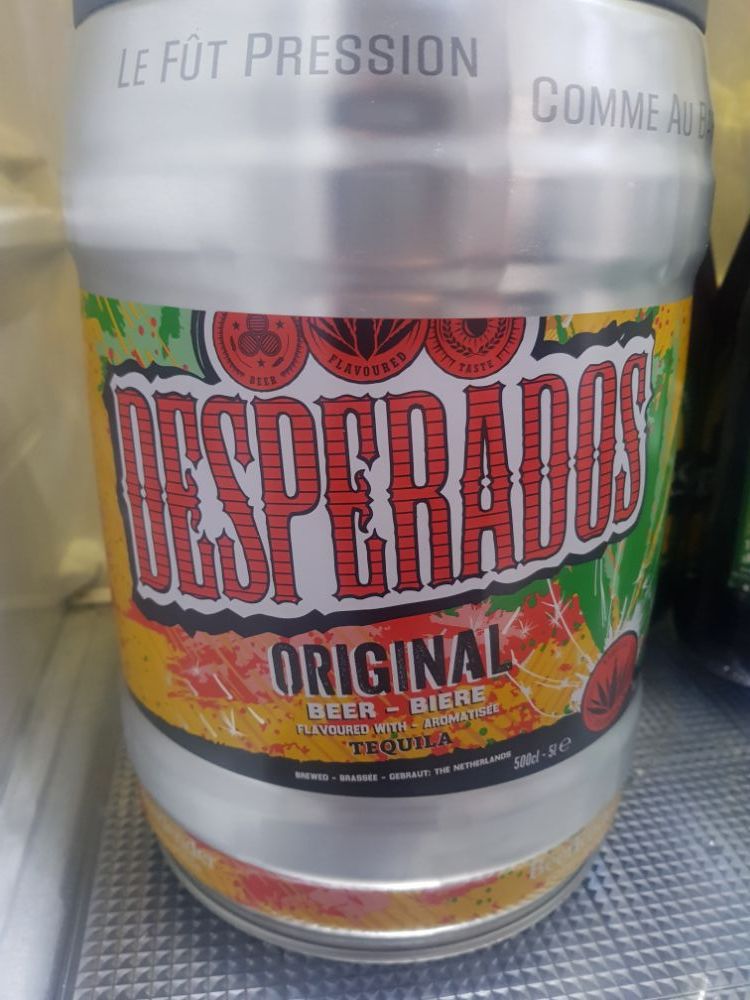 LE FÛT PRESSION
COMME AU
BEER
FLAVOURED
TASTE
DESPERADOS
ORIGINAL
BEER - BIÈRE
FLAVOURED WITH - AROMATISÉE
TEQUILA
BREWED - BRASSÉE - GEBRAUT: THE NETHERLANDS
500cl - 5L e